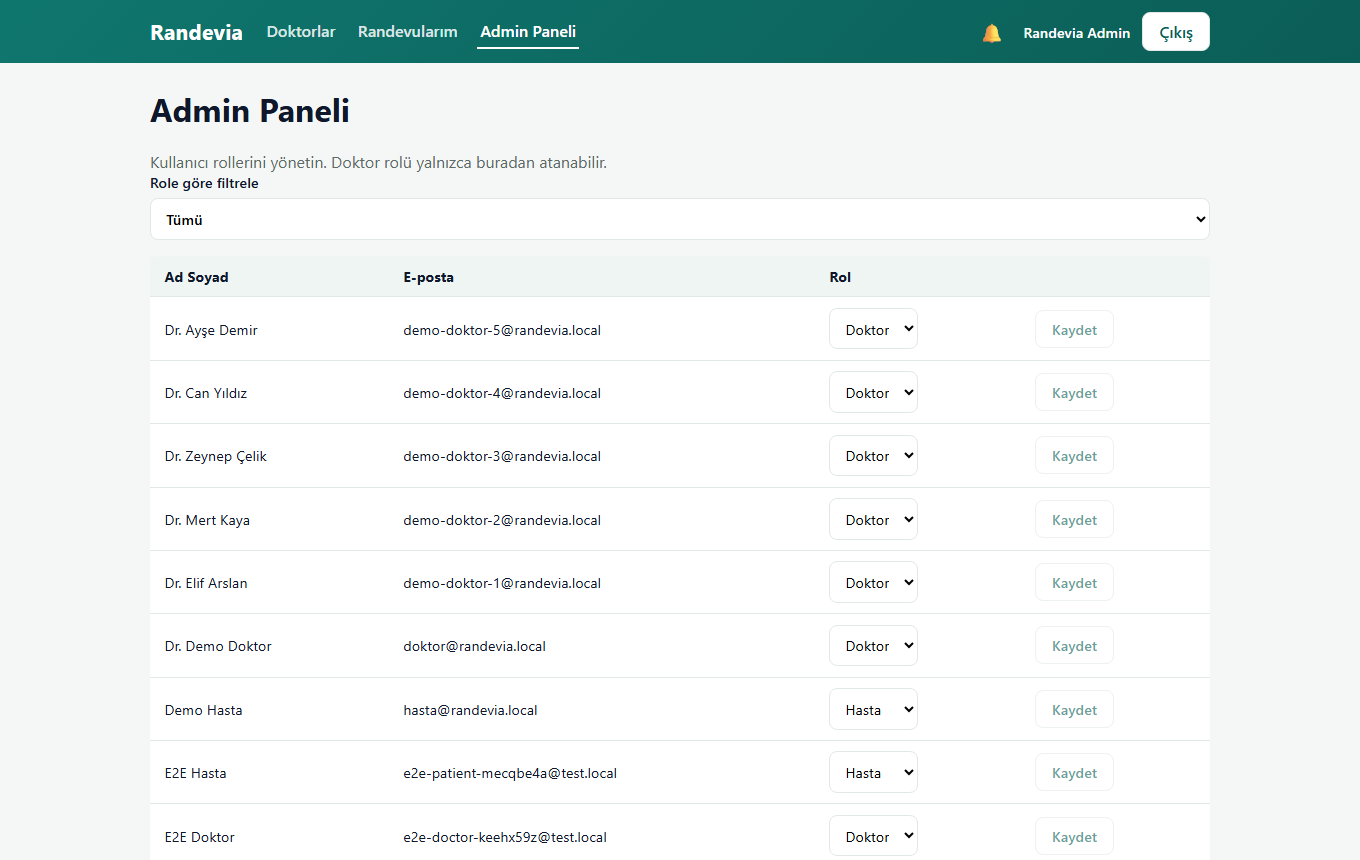 Randevia Doktorlar Randevularım Admin Paneli Randevia Admin Çıkış
Admin Paneli
Kullanıcı rollerini yönetin. Doktor rolü yalnızca buradan atanabilir.
Role göre filtrele
Tümü
Ad Soyad E-posta Rol
Dr. Ayşe Demir demo-doktor-5@randevia.local Doktor Kaydet
Dr. Can Yıldız demo-doktor-4@randevia.local Doktor Kaydet
Dr. Zeynep Çelik demo-doktor-3@randevia.local Doktor Kaydet
Dr. Mert Kaya demo-doktor-2@randevia.local Doktor Kaydet
Dr. Elif Arslan demo-doktor-1@randevia.local Doktor Kaydet
Dr. Demo Doktor doktor@randevia.local Doktor Kaydet
Demo Hasta hasta@randevia.local Hasta Kaydet
E2E Hasta e2e-patient-mecqbe4a@test.local Hasta Kaydet
E2E Doktor e2e-doctor-keehx59z@test.local Doktor Kaydet